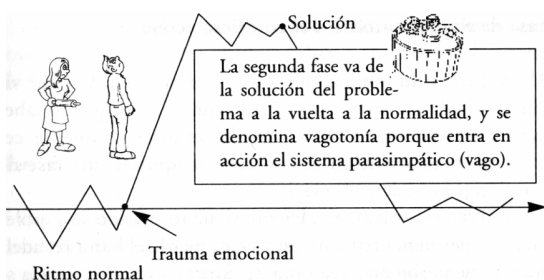 Solución
La segunda fase va de
la solución del proble-
ma a la vuelta a la normalidad, y se
denomina vagotonía porque entra en
acción el sistema parasimpático (vago).
Trauma emocional
Ritmo normal